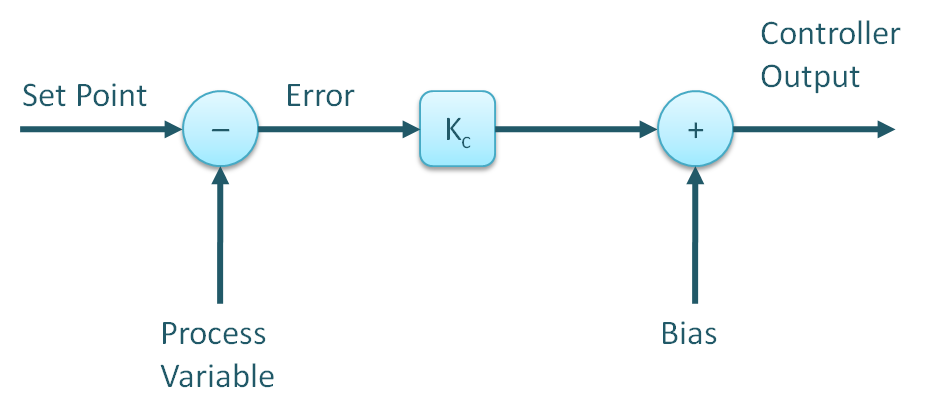 Controller
Output
Set Point
Error
−
K꜀
+
Process
Variable
Bias